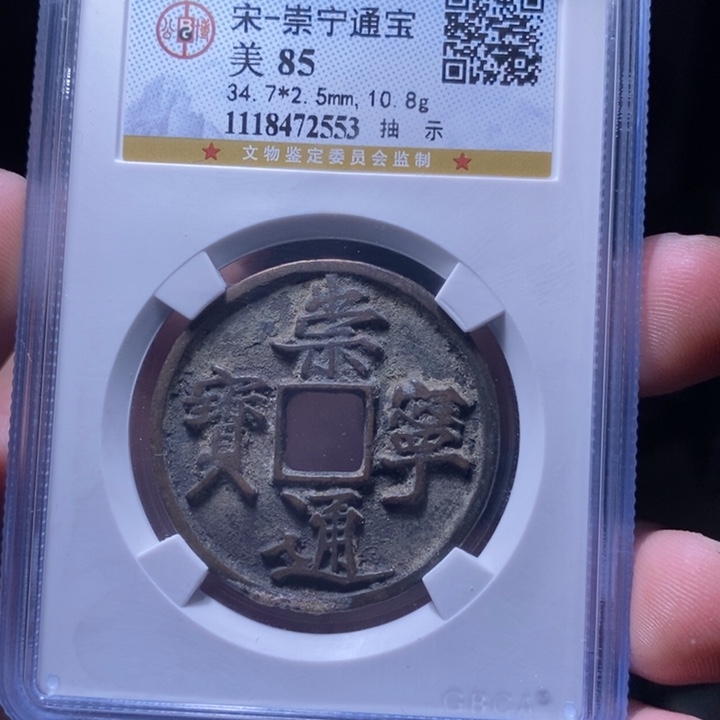 宋-崇宁通宝
美 85
34.7*2.5mm, 10.8g
1118472553 抽 示
★ 文物鉴定委员会监制 ★
崇
寶 寧
通
GBCA